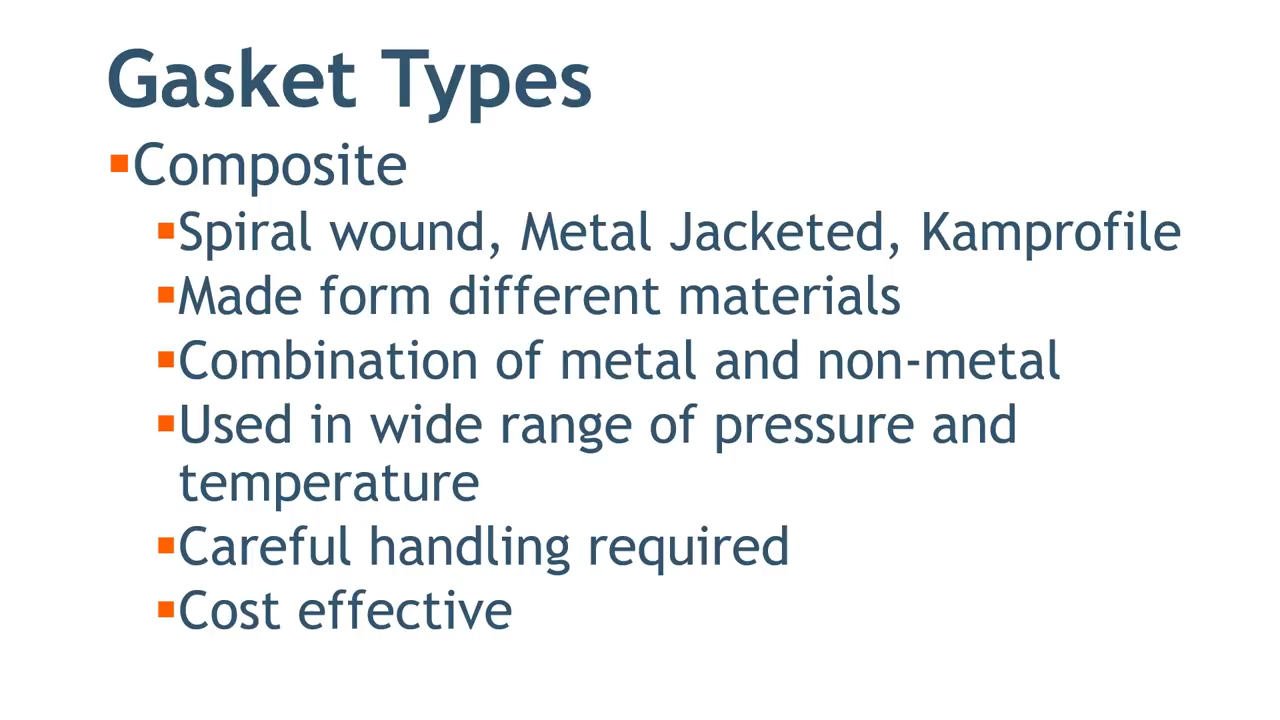 Gasket Types
▪Composite
▪Spiral wound, Metal Jacketed, Kamprofile
▪Made form different materials
▪Combination of metal and non-metal
▪Used in wide range of pressure and
temperature
▪Careful handling required
▪Cost effective